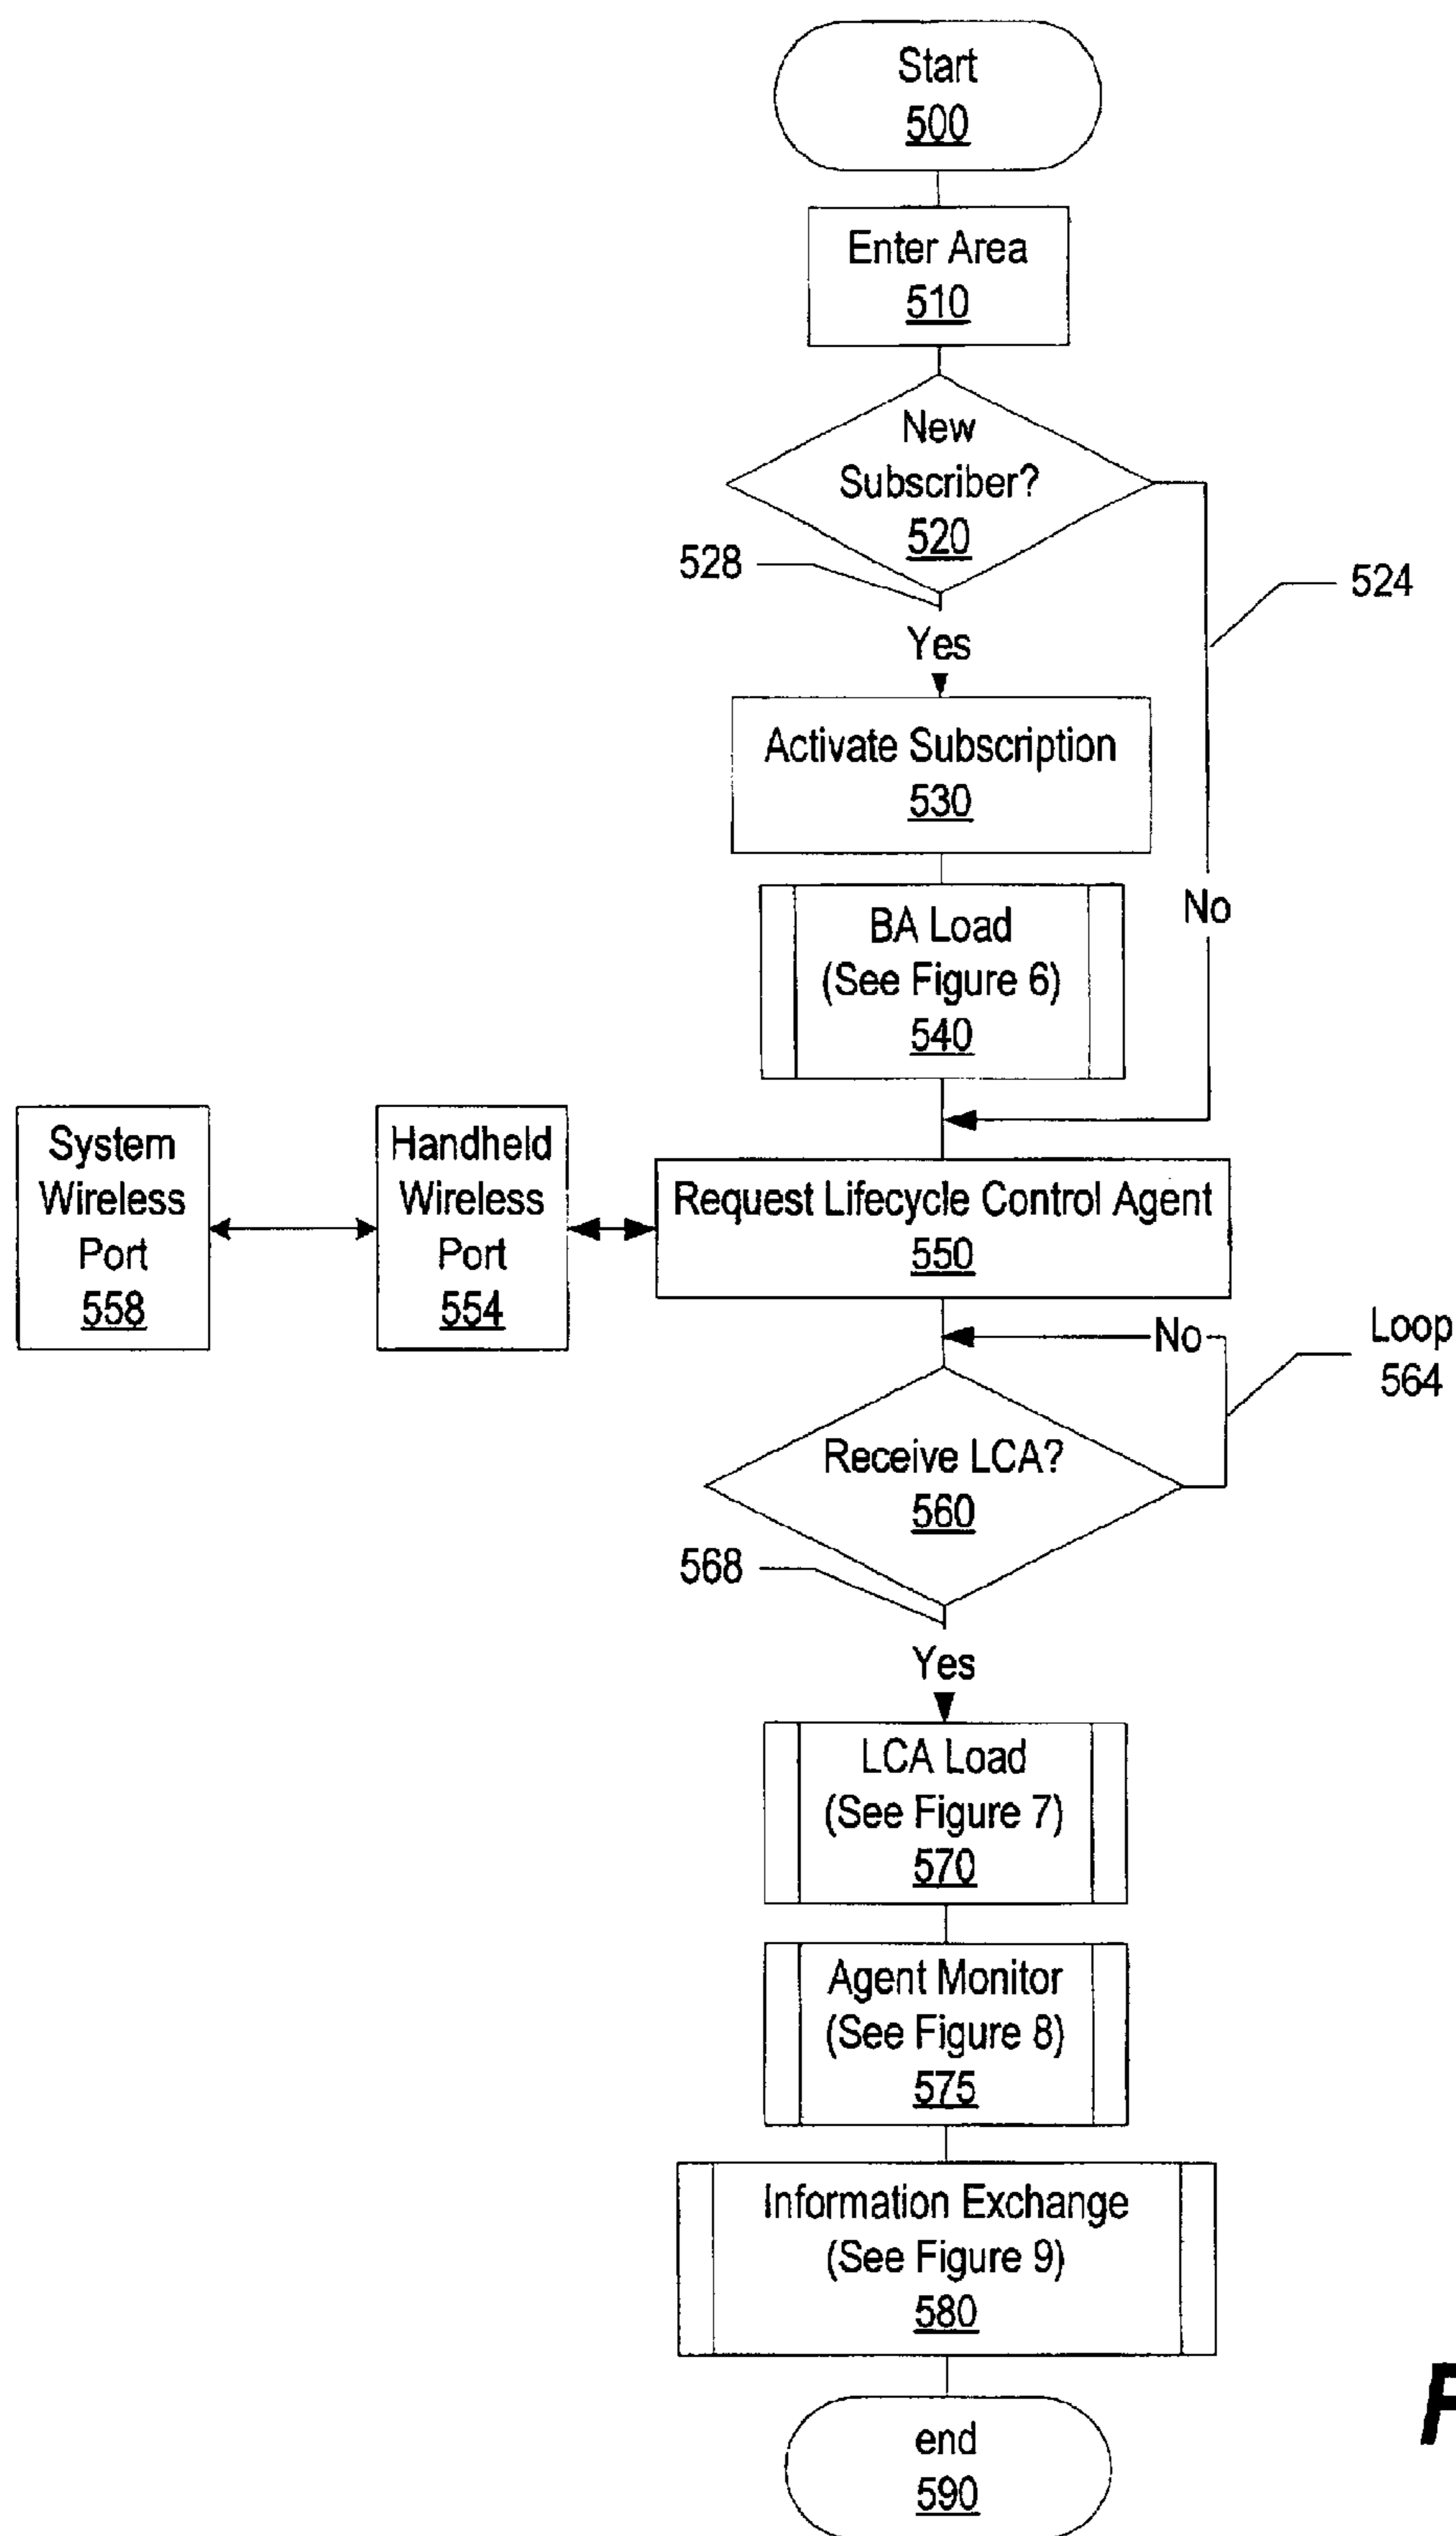 Start
500
Enter Area
510
New
Subscriber?
520
528
524
Yes
Activate Subscription
530
No
BA Load
(See Figure 6)
540
System
Wireless
Port
558
Handheld
Wireless
Port
554
Request Lifecycle Control Agent
550
No
Loop
564
Receive LCA?
560
568
Yes
LCA Load
(See Figure 7)
570
Agent Monitor
(See Figure 8)
575
Information Exchange
(See Figure 9)
580
end
590